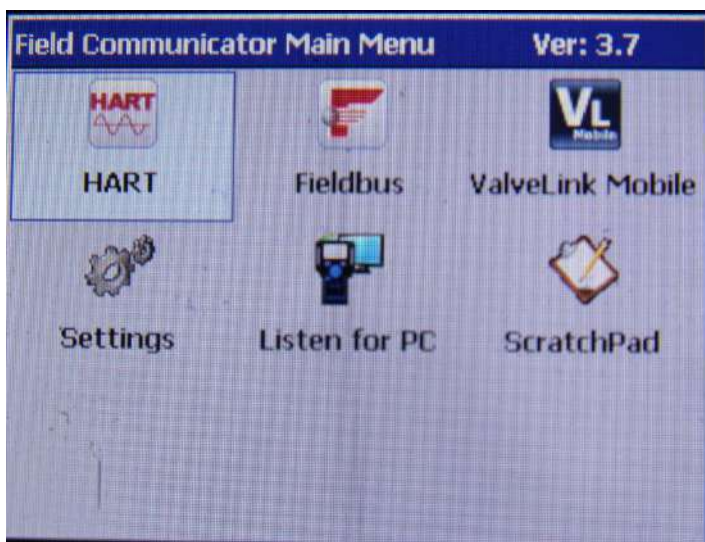 Field Communicator Main Menu Ver: 3.7
HART
VL
Mobile
HART Fieldbus ValveLink Mobile
Settings Listen for PC ScratchPad